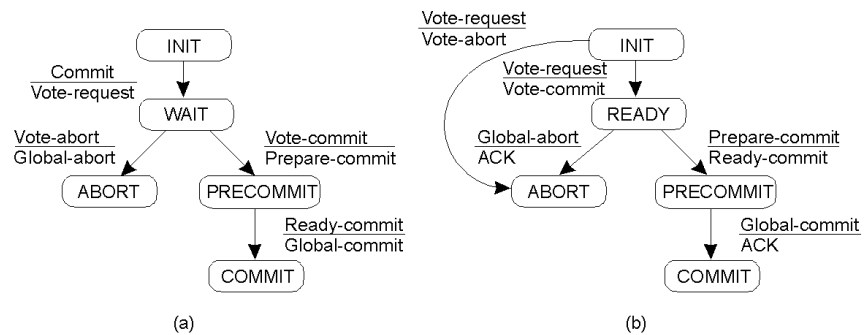 Vote-request
Vote-abort
INIT
INIT
Commit
Vote-request
Vote-request
Vote-commit
WAIT
READY
Vote-abort
Global-abort
Vote-commit
Prepare-commit
Global-abort
ACK
Prepare-commit
Ready-commit
ABORT
PRECOMMIT
ABORT
PRECOMMIT
Ready-commit
Global-commit
Global-commit
ACK
COMMIT
COMMIT
(a)
(b)